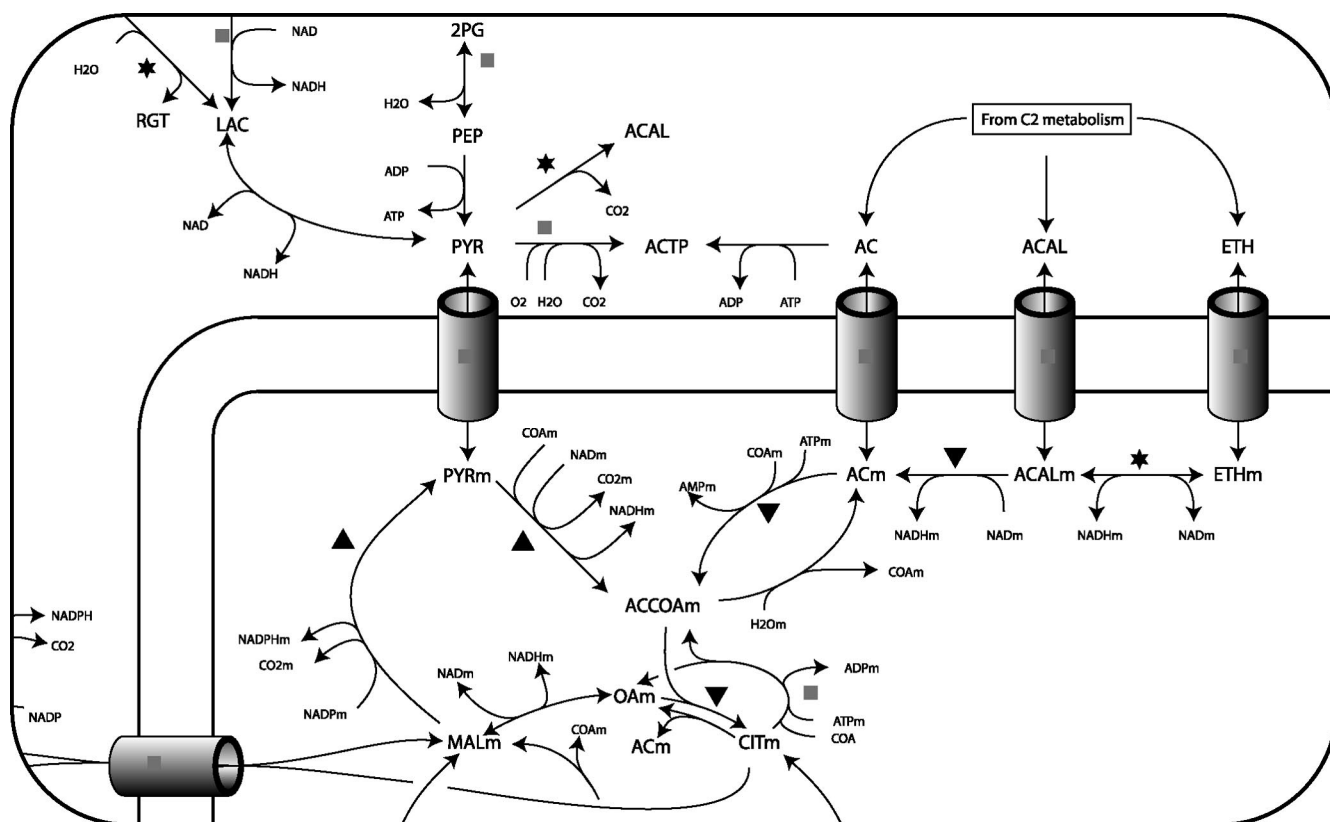 2PG
NAD
H2O
NADH
H2O
RGT
LAC
PEP
ACAL
From C2 metabolism
ADP
CO2
NAD
ATP
PYR
ACTP
AC
ACAL
ETH
NADH
O2
H2O
CO2
ADP
ATP
COAm
NADm
COAm
ATPm
PYRm
CO2m
AMPm
ACm
ACALm
ETHm
NADHm
NADHm
NADm
NADHm
NADm
COAm
ACCOAm
H2Om
NADPH
CO2
NADPHm
CO2m
NADHm
NADm
ADPm
NADP
NADPm
OAm
ATPm
COA
COAm
MALm
ACm
CITm